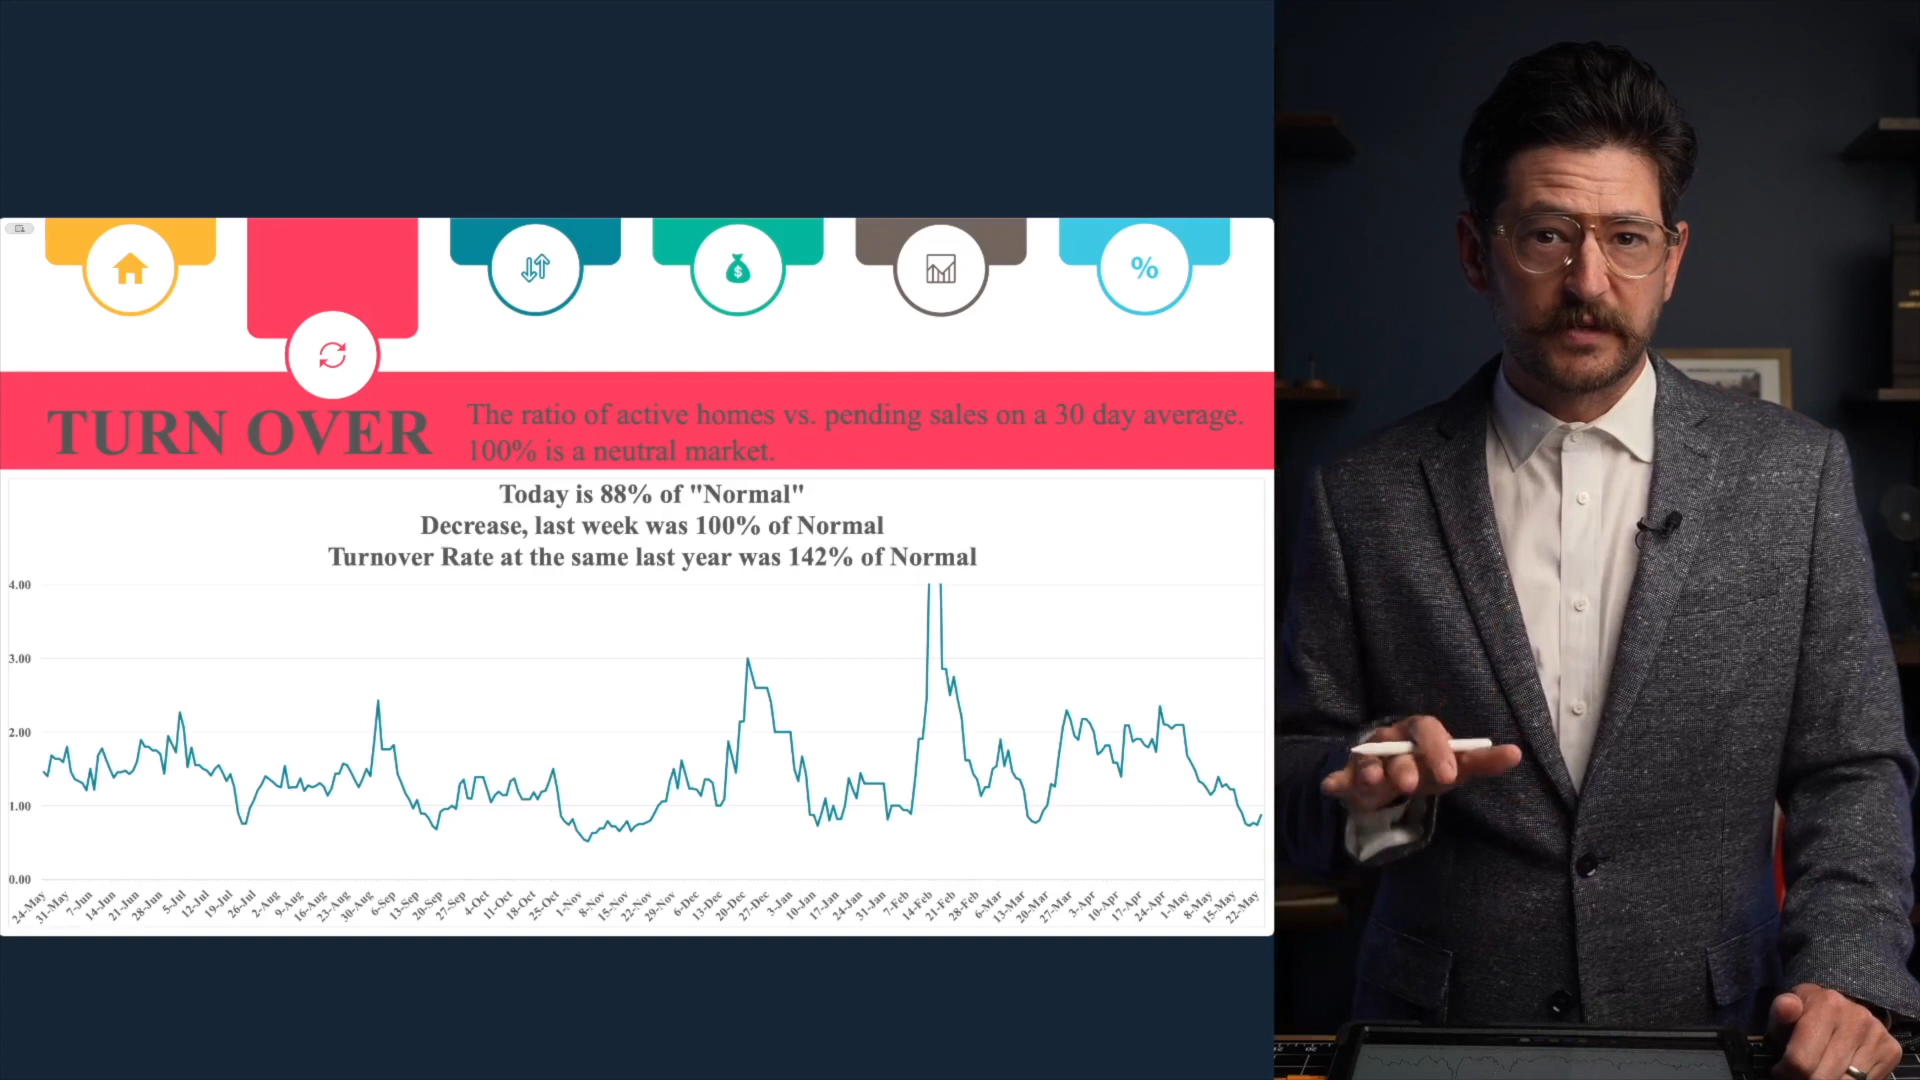 %
$
TURN OVER
The ratio of active homes vs. pending sales on a 30 day average.
100% is a neutral market.
Today is 88% of "Normal"
Decrease, last week was 100% of Normal
Turnover Rate at the same last year was 142% of Normal
4.00
3.00
2.00
1.00
0.00
24-May 31-May 7-Jun 14-Jun 21-Jun 28-Jun 5-Jul 12-Jul 19-Jul 26-Jul 2-Aug 9-Aug 16-Aug 23-Aug 30-Aug 6-Sep 13-Sep 20-Sep 27-Sep 4-Oct 11-Oct 18-Oct 25-Oct 1-Nov 8-Nov 15-Nov 22-Nov 29-Nov 6-Dec 13-Dec 20-Dec 27-Dec 3-Jan 10-Jan 17-Jan 24-Jan 31-Jan 7-Feb 14-Feb 21-Feb 28-Feb 6-Mar 13-Mar 20-Mar 27-Mar 3-Apr 10-Apr 17-Apr 24-Apr 1-May 8-May 15-May 22-May